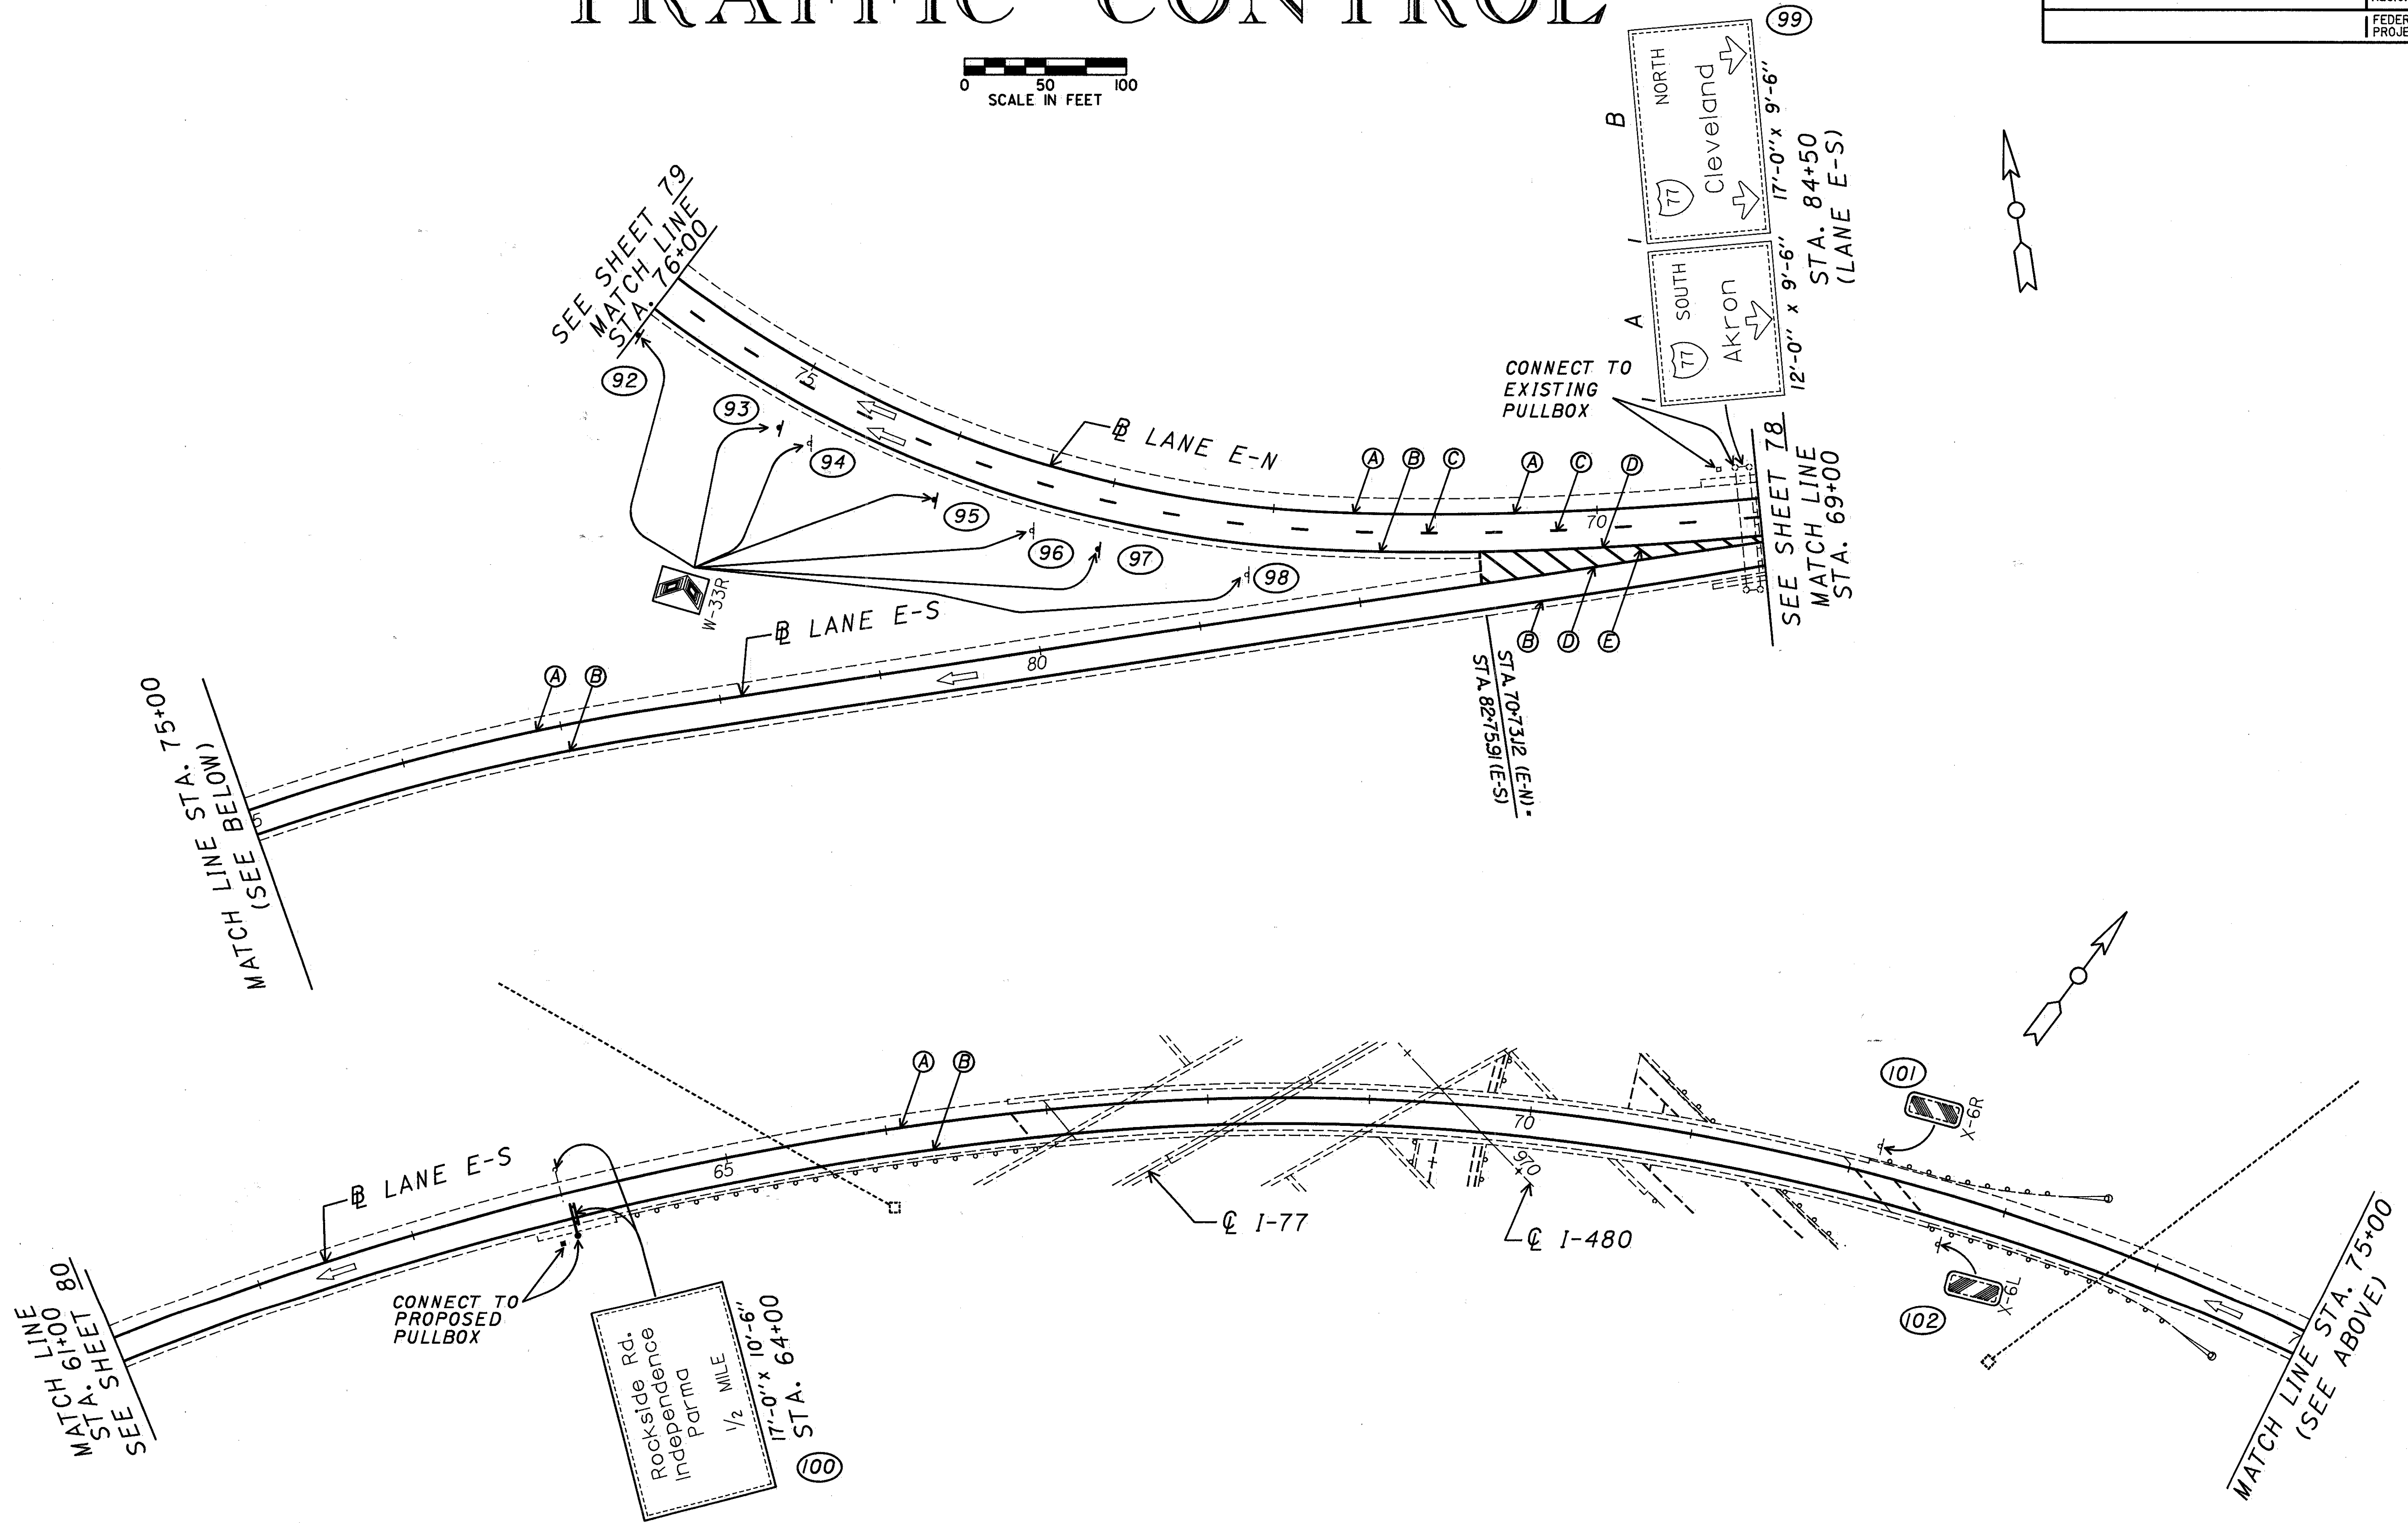 TRAFFIC CONTROL
FEDER
PROJE
0 50 100
SCALE IN FEET
99
NORTH
77
Cleveland
B
17'-0" x 9'-6"
SOUTH
77
Akron
A
12'-0" x 9'-6"
STA. 84+50
(LANE E-S)
SEE SHEET 79
MATCH LINE
STA. 76+00
92
93
94
95
96
97
98
75
W-33R
℄ LANE E-N
CONNECT TO
EXISTING
PULLBOX
A B C A C D
70
SEE SHEET 78
MATCH LINE
STA. 69+00
B D E
STA. 70+73.12 (E-N) =
STA. 82+75.91 (E-S)
℄ LANE E-S
80
A B
MATCH LINE STA. 75+00
(SEE BELOW)
5
A B
65
70
970
101
X-6R
102
X-6L
℄ LANE E-S
℄ I-77
℄ I-480
MATCH LINE
STA. 61+00
SEE SHEET 80
CONNECT TO
PROPOSED
PULLBOX
Rockside Rd.
Independence
Parma
1/2 MILE
17'-0" x 10'-6"
STA. 64+00
100
7
MATCH LINE STA. 75+00
(SEE ABOVE)